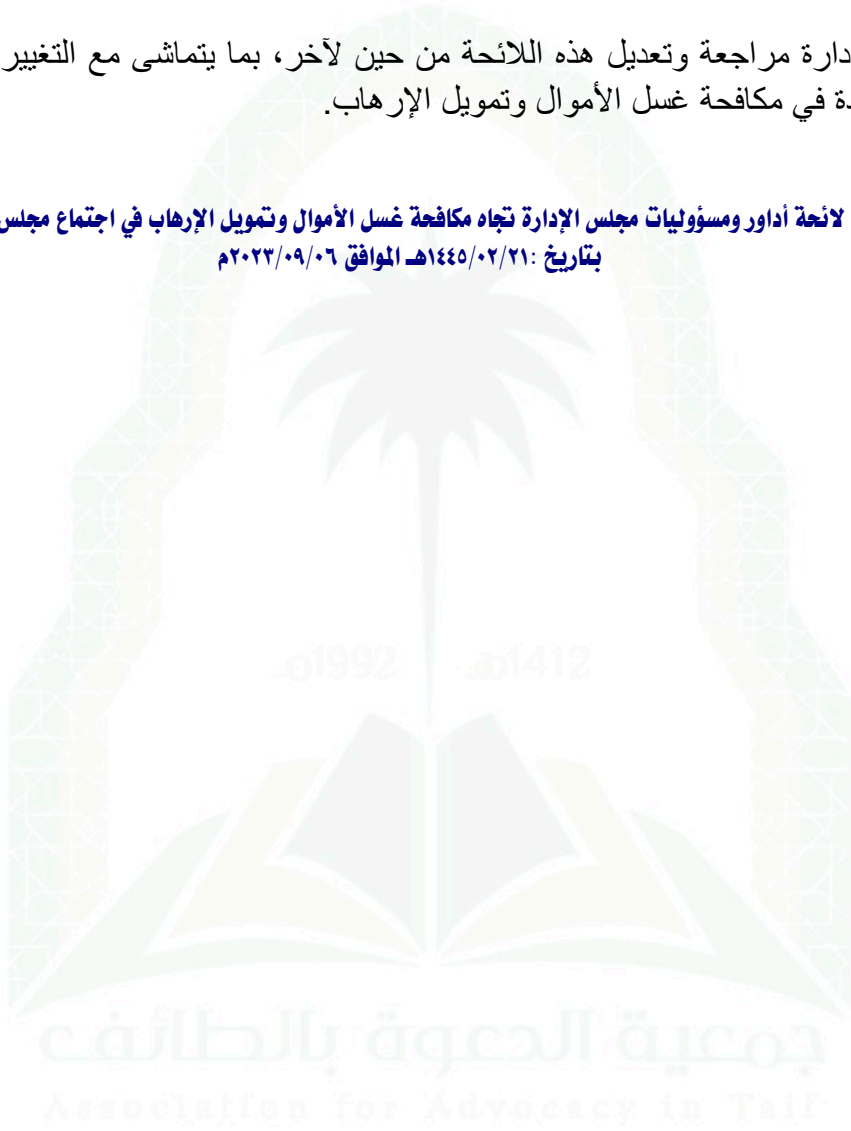 دارة مراجعة وتعديل هذه اللائحة من حين لآخر، بما يتماشى مع التغيير
دة في مكافحة غسل الأموال وتمويل الإرهاب.
لائحة أداور ومسؤوليات مجلس الإدارة تجاه مكافحة غسل الأموال وتمويل الإرهاب في اجتماع مجلس
بتاريخ :١٤٤٥/٠٢/٢١هـ الموافق ٢٠٢٣/٠٩/٠٦م
1412هـ 1992م
جمعية الدعوة بالطائف
Association for Advocacy in Taif